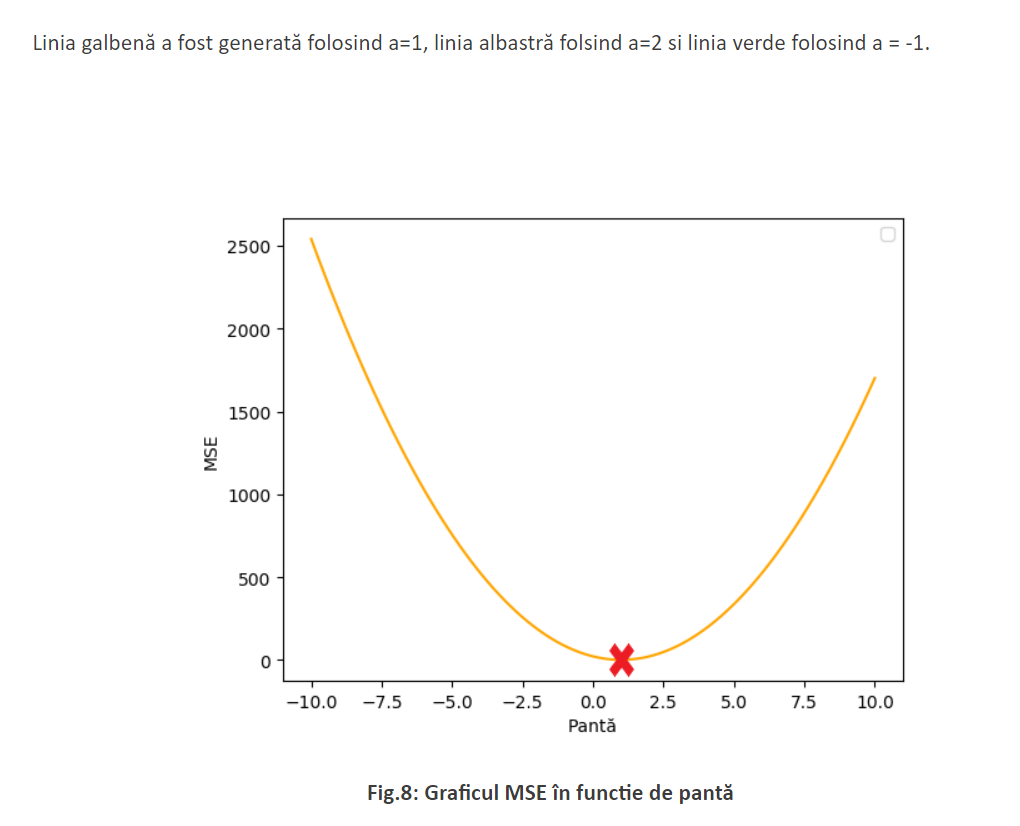 Linia galbenă a fost generată folosind a=1, linia albastră folsind a=2 si linia verde folosind a = -1.
2500
2000
1500
1000
500
0
MSE
−10.0 −7.5 −5.0 −2.5 0.0 2.5 5.0 7.5 10.0
Pantă
Fig.8: Graficul MSE în functie de pantă